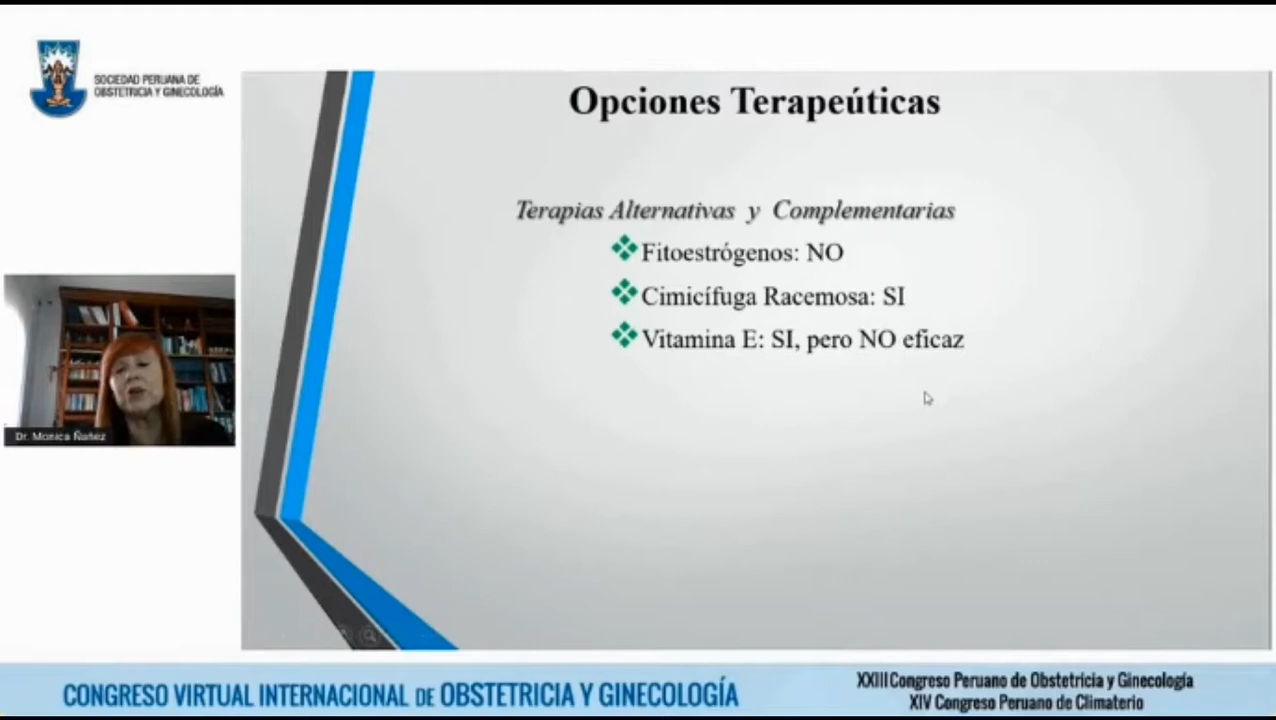 SOCIEDAD PERUANA DE
OBSTETRICIA Y GINECOLOGÍA
Opciones Terapeúticas
Terapias Alternativas y Complementarias
Fitoestrógenos: NO
Cimicífuga Racemosa: SI
Vitamina E: SI, pero NO eficaz
Dr. Monica Ñañez
CONGRESO VIRTUAL INTERNACIONAL DE OBSTETRICIA Y GINECOLOGÍA
XXIII Congreso Peruano de Obstetricia y Ginecología
XIV Congreso Peruano de Climaterio